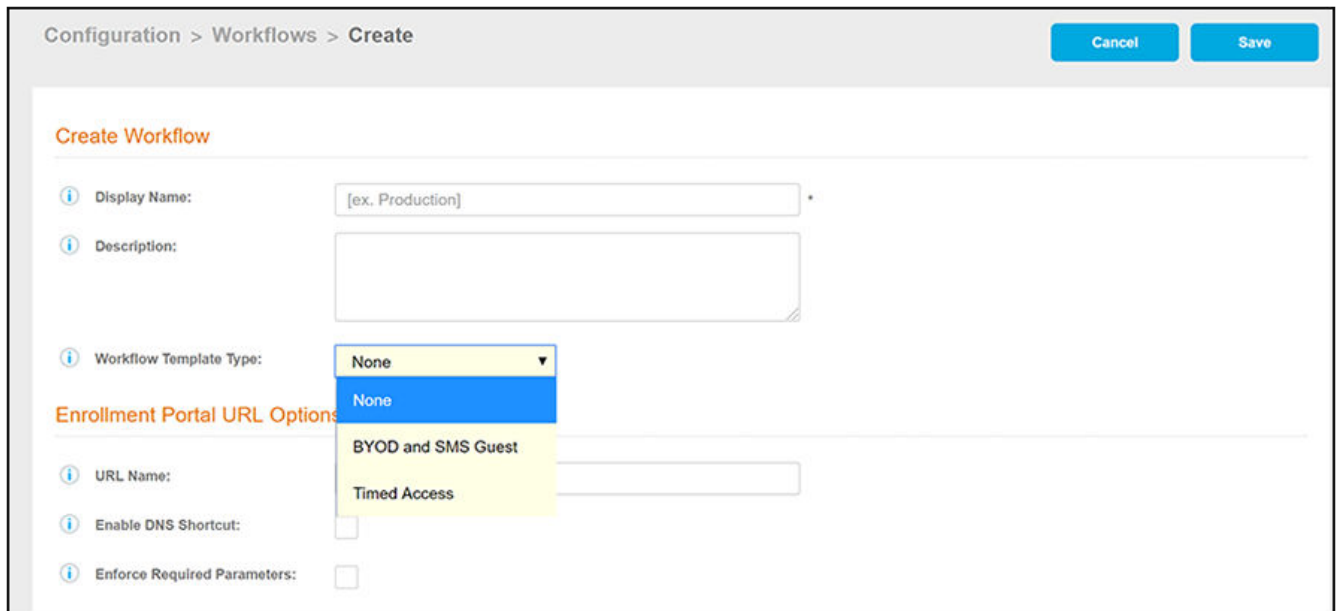 Configuration > Workflows > Create
Cancel
Save
Create Workflow
Display Name:
[ex. Production]
*
Description:
Workflow Template Type:
None
None
Enrollment Portal URL Options
BYOD and SMS Guest
URL Name:
Timed Access
Enable DNS Shortcut:
Enforce Required Parameters: